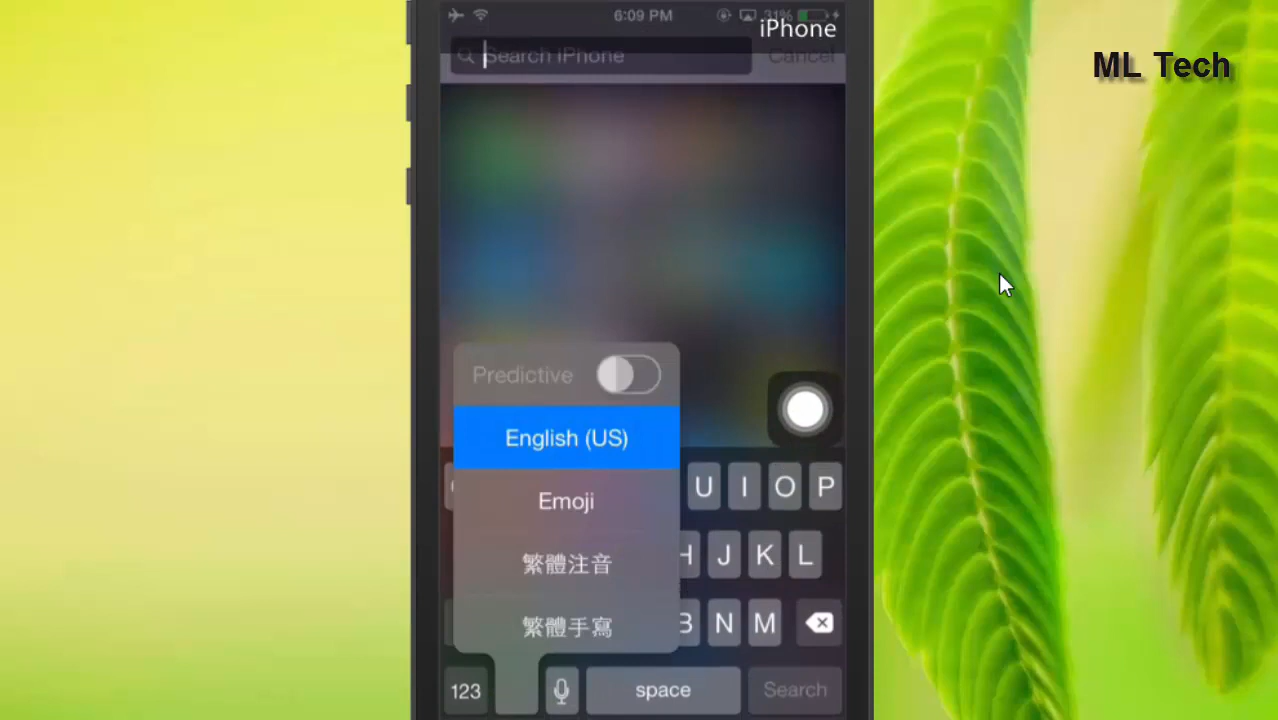 6:09 PM
31%
iPhone
Search iPhone
Cancel
ML Tech
Predictive
English (US)
Emoji
繁體注音
繁體手寫
U I O P
H J K L
B N M
123
space
Search